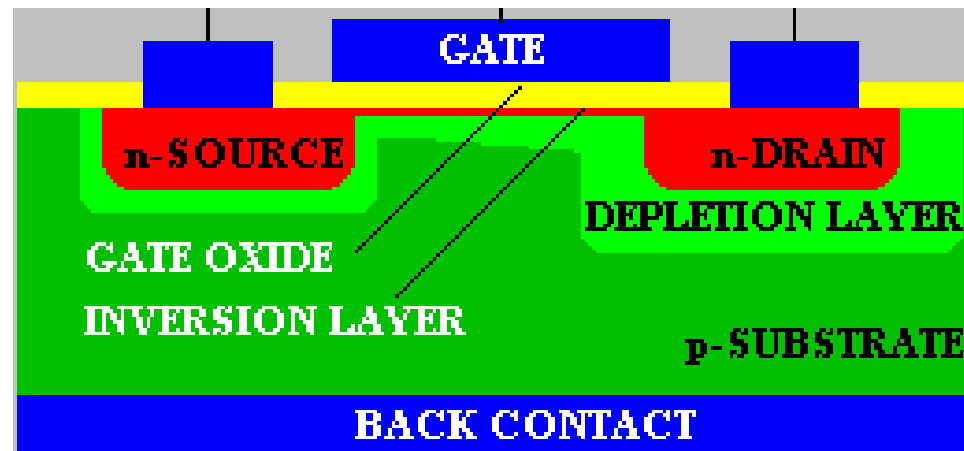 GATE
n-SOURCE
n-DRAIN
DEPLETION LAYER
GATE OXIDE
INVERSION LAYER
p-SUBSTRATE
BACK CONTACT